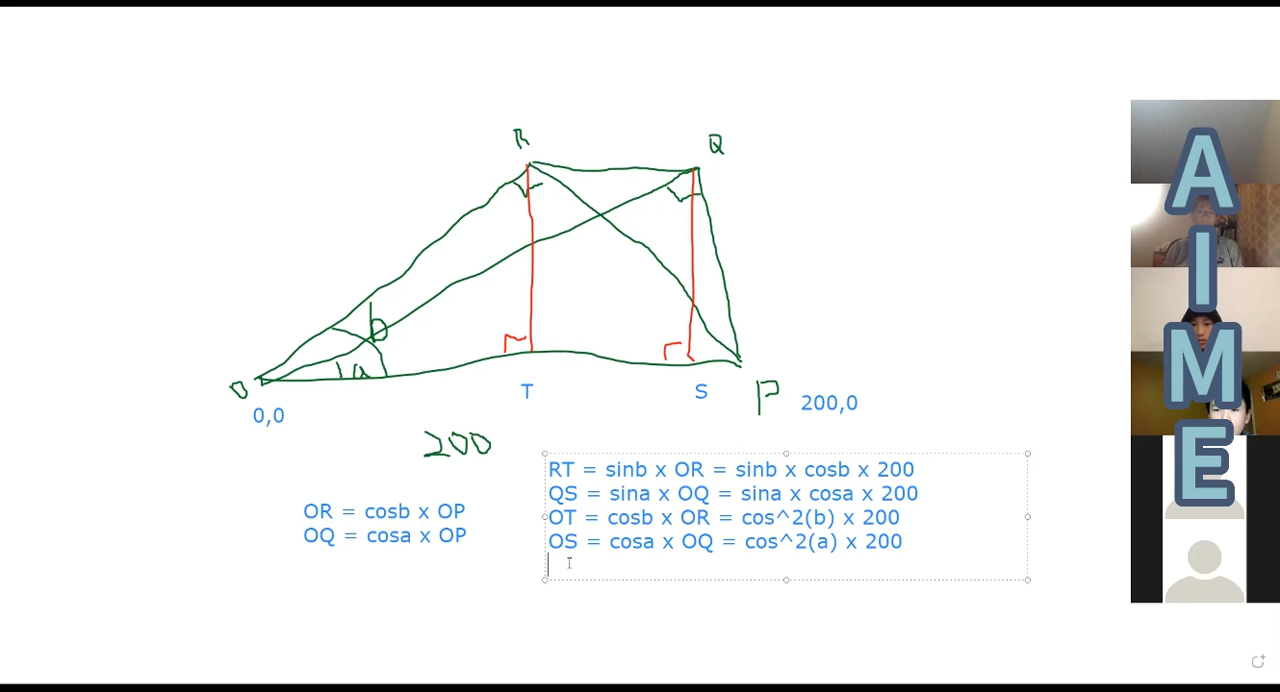 R
Q
b
a
O
0,0
T
S
P
200,0
200
OR = cosb x OP
OQ = cosa x OP
RT = sinb x OR = sinb x cosb x 200
QS = sina x OQ = sina x cosa x 200
OT = cosb x OR = cos^2(b) x 200
OS = cosa x OQ = cos^2(a) x 200
AIME